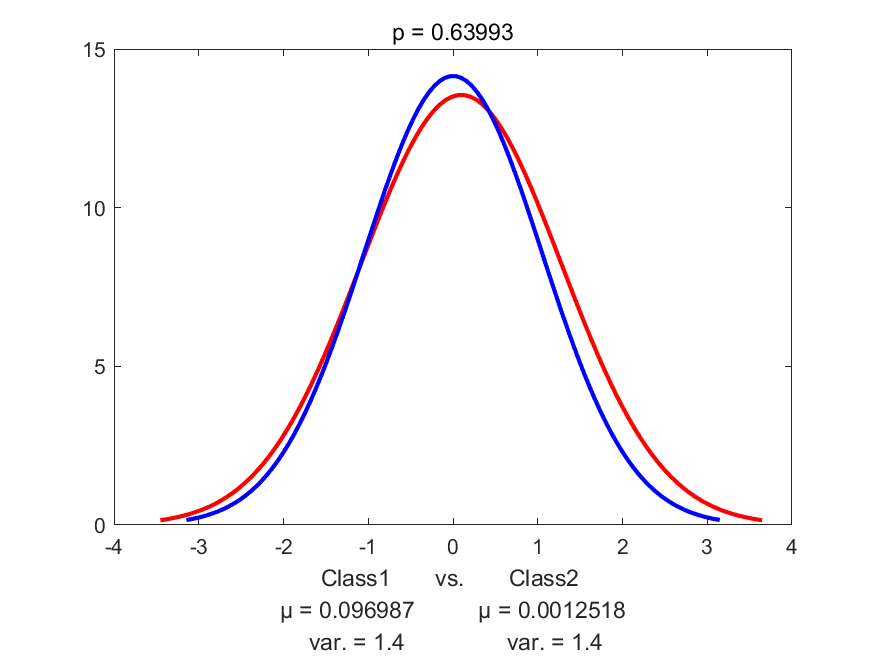 p = 0.63993
15
10
5
0
-4 -3 -2 -1 0 1 2 3 4
Class1 vs. Class2
μ = 0.096987 μ = 0.0012518
var. = 1.4 var. = 1.4